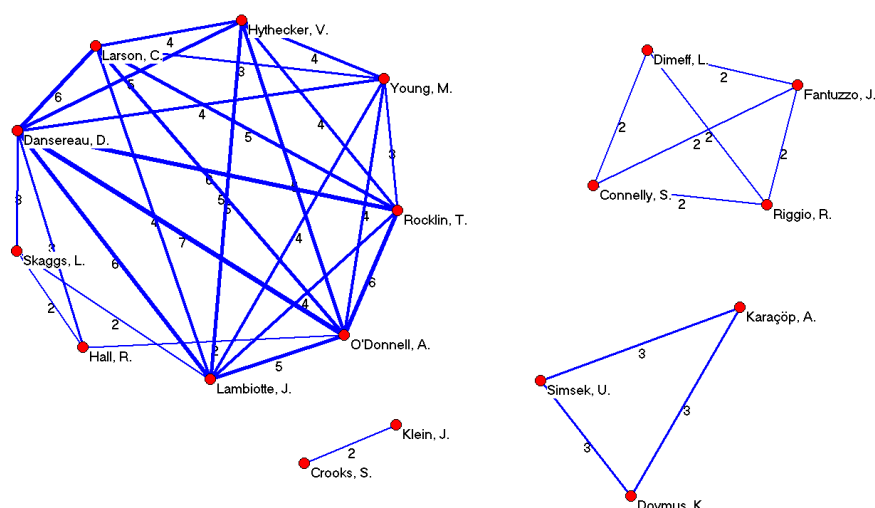 Hythecker, V.
4
Larson, C.
4
3
5
Young, M.
6
4
4
5
Dansereau, D.
3
6
5
3
4
5
4
Rocklin, T.
7
4
3
Skaggs, L.
6
6
4
2
2
O'Donnell, A.
2
Hall, R.
5
Lambiotte, J.
Klein, J.
2
Crooks, S.
Dimeff, L.
2
Fantuzzo, J.
2
2
2
2
Connelly, S.
2
Riggio, R.
Karaçöp, A.
3
Simsek, U.
3
3
Doymus, K.